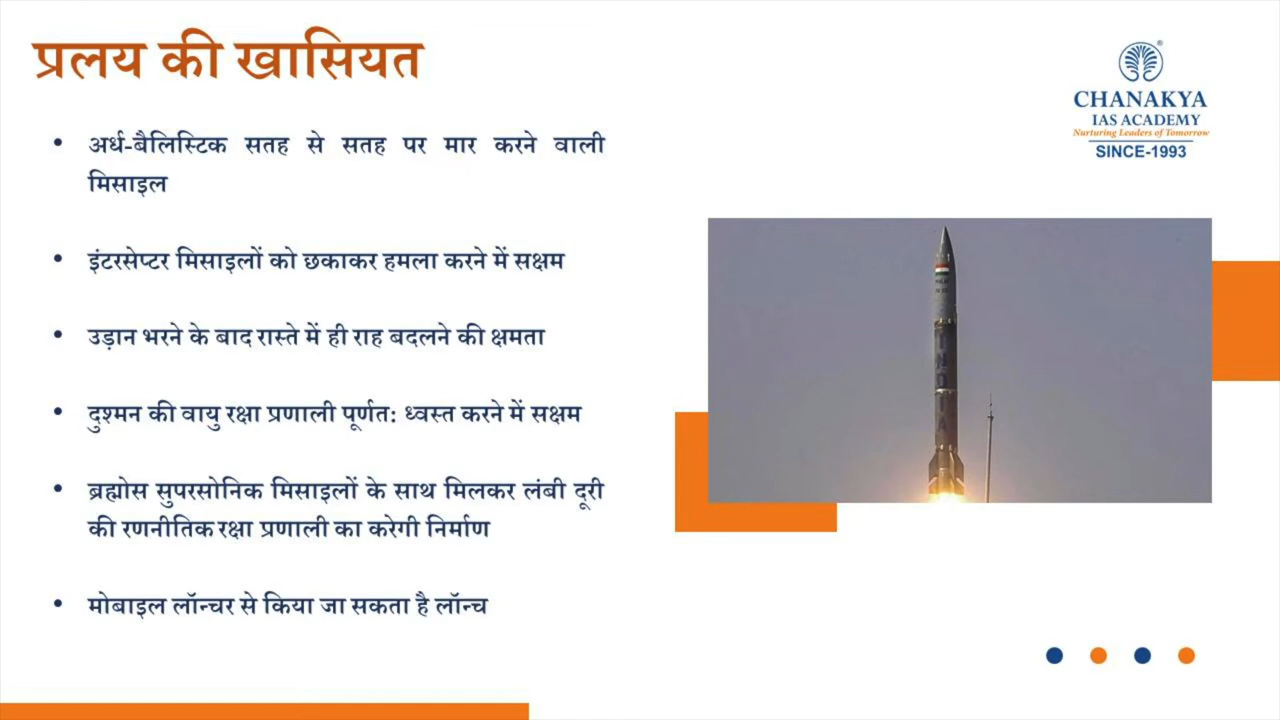 प्रलय की खासियत
CHANAKYA
IAS ACADEMY
Nurturing Leaders of Tomorrow
SINCE-1993
• अर्ध-बैलिस्टिक सतह से सतह पर मार करने वाली
मिसाइल
• इंटरसेप्टर मिसाइलों को छकाकर हमला करने में सक्षम
• उड़ान भरने के बाद रास्ते में ही राह बदलने की क्षमता
• दुश्मन की वायु रक्षा प्रणाली पूर्णत: ध्वस्त करने में सक्षम
• ब्रह्मोस सुपरसोनिक मिसाइलों के साथ मिलकर लंबी दूरी
की रणनीतिक रक्षा प्रणाली का करेगी निर्माण
• मोबाइल लॉन्चर से किया जा सकता है लॉन्च
INDIA